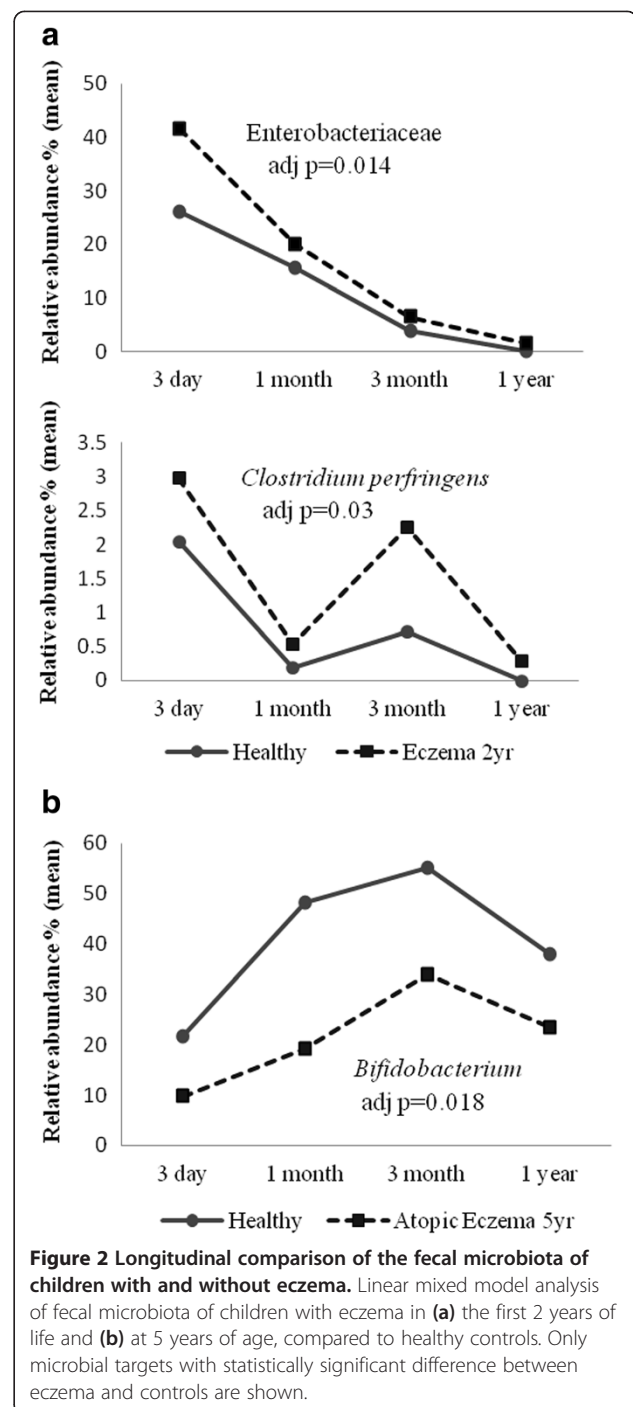 a
Relative abundance % (mean)
50
40
30
20
10
0
Enterobacteriaceae
adj p=0.014
3 day 1 month 3 month 1 year
Relative abundance % (mean)
3.5
3
2.5
2
1.5
1
0.5
0
Clostridium perfringens
adj p=0.03
3 day 1 month 3 month 1 year
Healthy Eczema 2yr
b
Relative abundance % (mean)
60
50
40
30
20
10
0
Bifidobacterium
adj p=0.018
3 day 1 month 3 month 1 year
Healthy Atopic Eczema 5yr
Figure 2 Longitudinal comparison of the fecal microbiota of
children with and without eczema. Linear mixed model analysis
of fecal microbiota of children with eczema in (a) the first 2 years of
life and (b) at 5 years of age, compared to healthy controls. Only
microbial targets with statistically significant difference between
eczema and controls are shown.